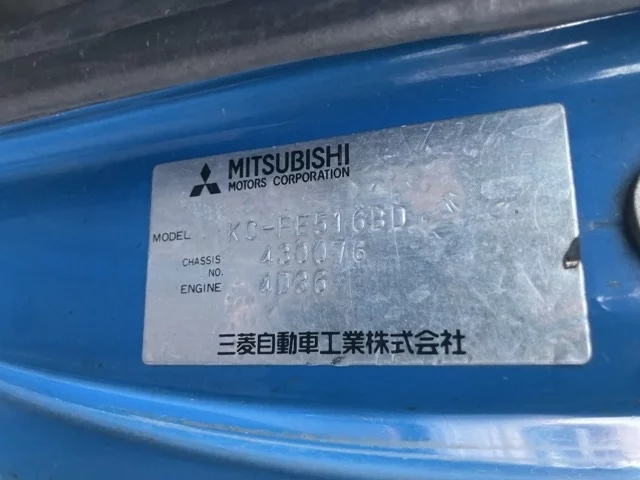 MITSUBISHI
MOTORS CORPORATION
MODEL KC-FE516BD
CHASSIS NO. 430076
ENGINE 4D36
三菱自動車工業株式会社